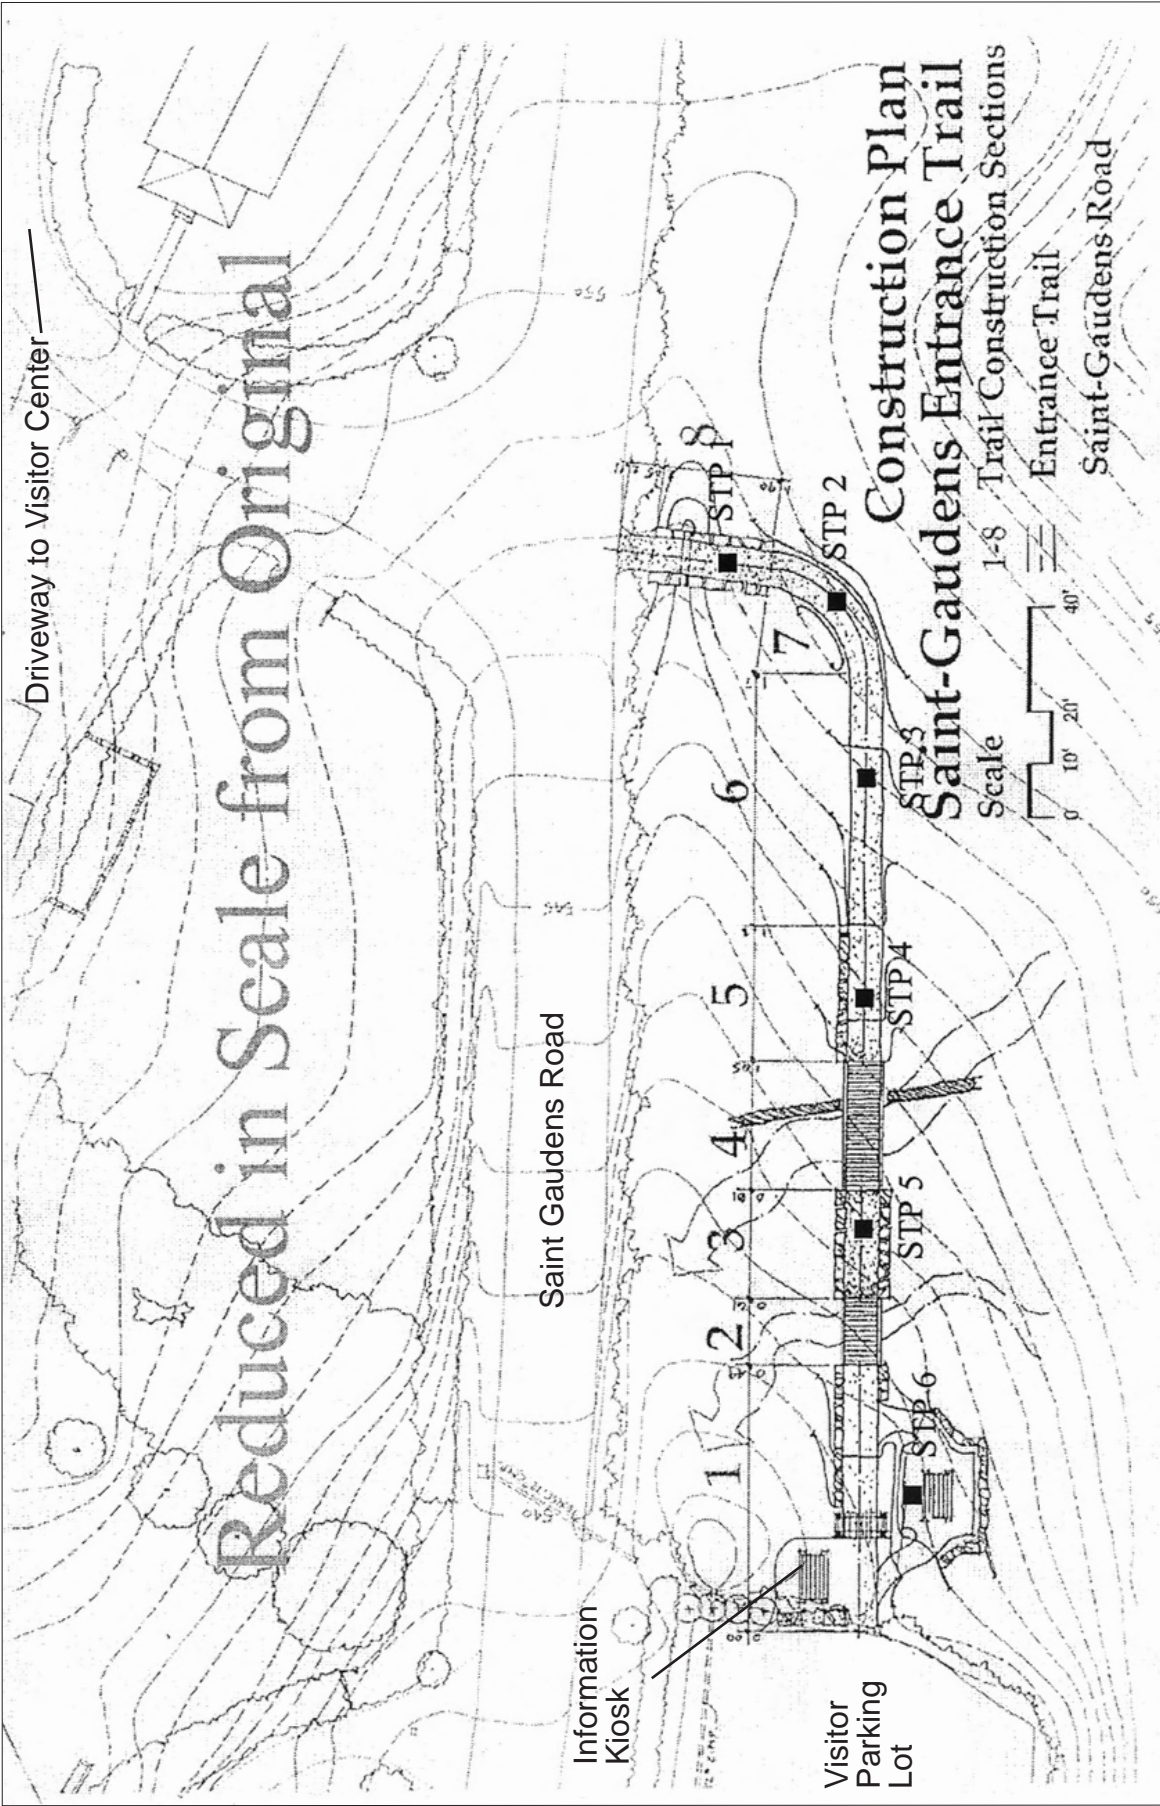 Driveway to Visitor Center
Reduced in Scale from Original
Saint Gaudens Road
550
535
540
8
STP 1
STP 2
7
6
STP 3
5
STP 4
4
3
STP 5
2
1
STP 6
Information
Kiosk
Visitor
Parking
Lot
Construction Plan
Saint-Gaudens Entrance Trail
Scale
1-8 Trail Construction Sections
Entrance Trail
Saint-Gaudens Road
0 10' 20' 40'